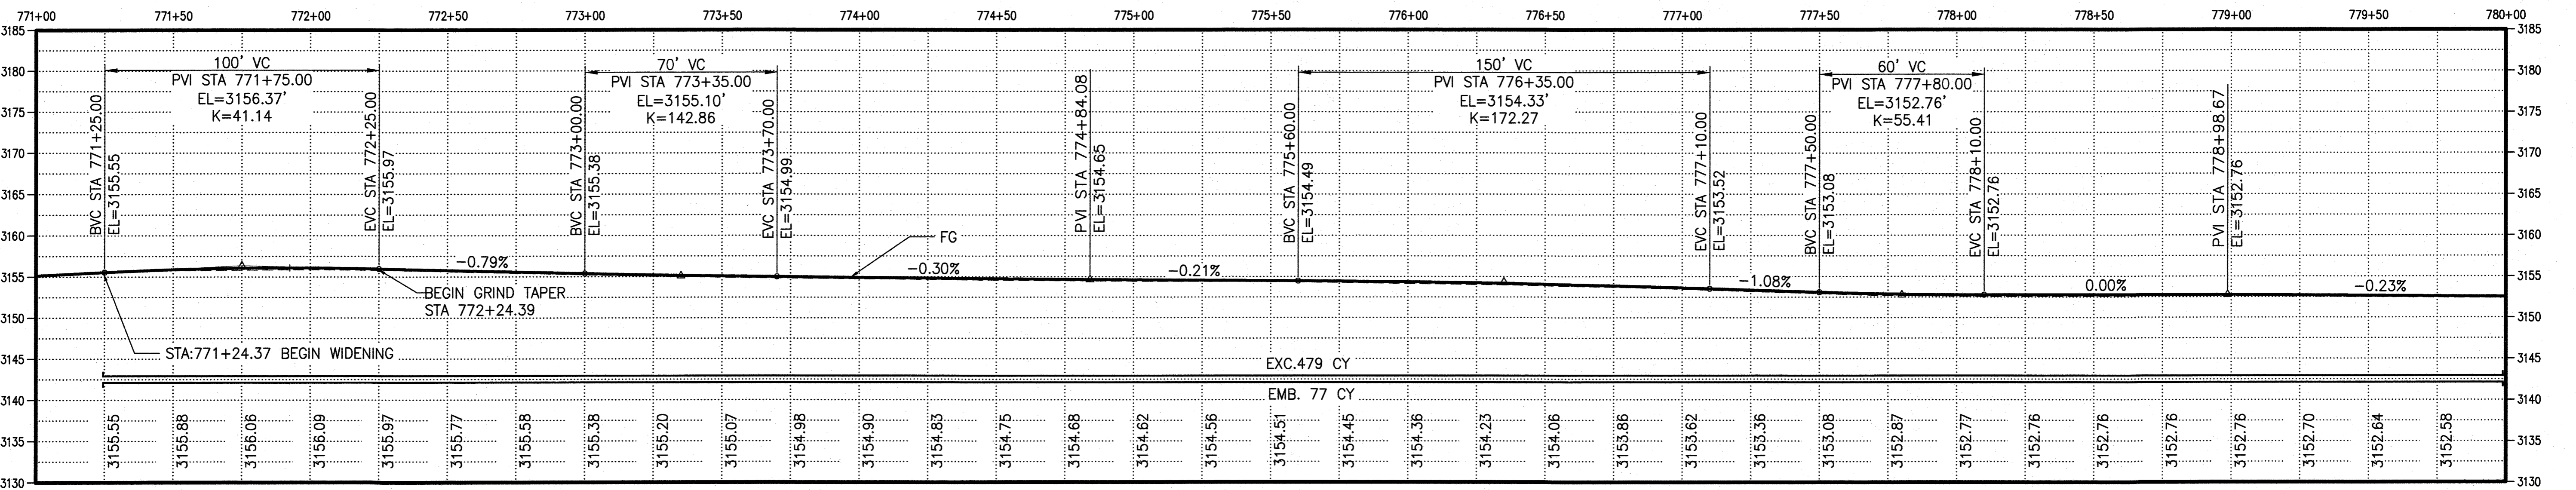 771+00 771+50 772+00 772+50 773+00 773+50 774+00 774+50 775+00 775+50 776+00 776+50 777+00 777+50 778+00 778+50 779+00 779+50 780+00
3185 3185
3180 3180
3175 3175
3170 3170
3165 3165
3160 3160
3155 3155
3150 3150
3145 3145
3140 3140
3135 3135
3130 3130
BVC STA 771+25.00
EL=3155.55
100' VC
PVI STA 771+75.00
EL=3156.37'
K=41.14
EVC STA 772+25.00
EL=3155.97
BVC STA 773+00.00
EL=3155.38
70' VC
PVI STA 773+35.00
EL=3155.10'
K=142.86
EVC STA 773+70.00
EL=3154.99
PVI STA 774+84.08
EL=3154.65
BVC STA 775+60.00
EL=3154.49
150' VC
PVI STA 776+35.00
EL=3154.33'
K=172.27
EVC STA 777+10.00
EL=3153.52
BVC STA 777+50.00
EL=3153.08
60' VC
PVI STA 777+80.00
EL=3152.76'
K=55.41
EVC STA 778+10.00
EL=3152.76
PVI STA 778+98.67
EL=3152.76
FG
-0.79% -0.30% -0.21% -1.08% 0.00% -0.23%
BEGIN GRIND TAPER
STA 772+24.39
STA:771+24.37 BEGIN WIDENING
EXC.479 CY
EMB. 77 CY
3155.55 3155.88 3156.06 3156.09 3155.97 3155.77 3155.58 3155.38 3155.20 3155.07 3154.98 3154.90 3154.83 3154.75 3154.68 3154.62 3154.56 3154.51 3154.45 3154.36 3154.23 3154.06 3153.86 3153.62 3153.36 3153.08 3152.87 3152.77 3152.76 3152.76 3152.76 3152.76 3152.70 3152.64 3152.58